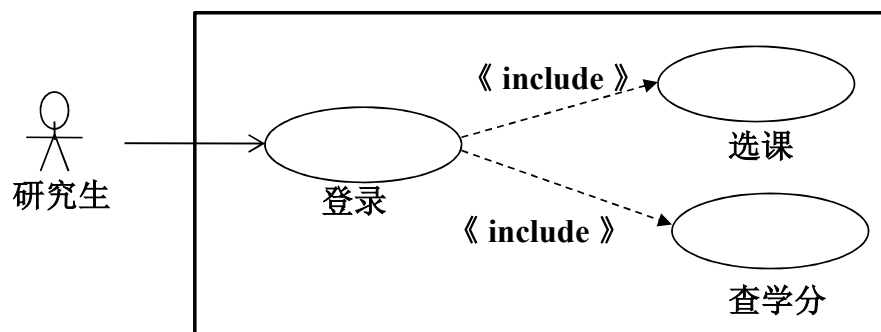 《 include 》
选课
研究生
登录
《 include 》
查学分